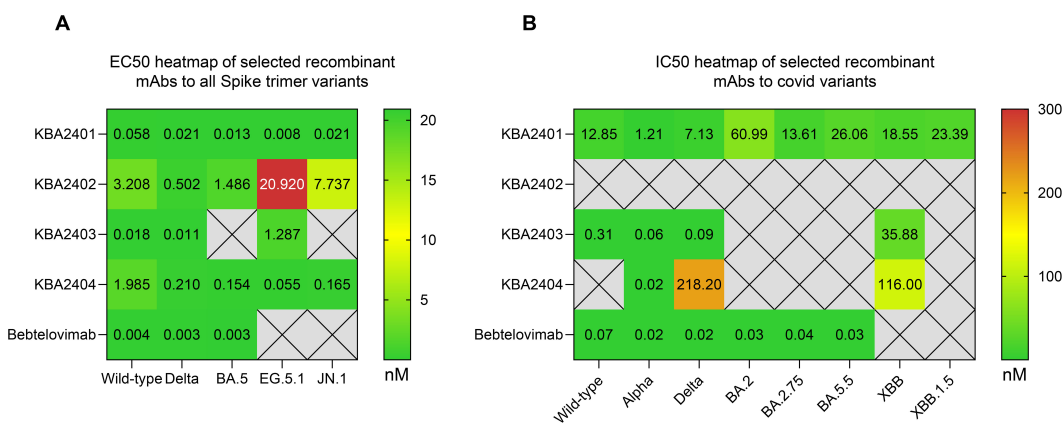 A
EC50 heatmap of selected recombinant
mAbs to all Spike trimer variants
KBA2401 0.058 0.021 0.013 0.008 0.021
KBA2402 3.208 0.502 1.486 20.920 7.737
KBA2403 0.018 0.011 1.287
KBA2404 1.985 0.210 0.154 0.055 0.165
Bebtelovimab 0.004 0.003 0.003
Wild-type Delta BA.5 EG.5.1 JN.1
20
15
10
5
nM
B
IC50 heatmap of selected recombinant
mAbs to covid variants
KBA2401 12.85 1.21 7.13 60.99 13.61 26.06 18.55 23.39
KBA2402
KBA2403 0.31 0.06 0.09 35.88
KBA2404 0.02 218.20 116.00
Bebtelovimab 0.07 0.02 0.02 0.03 0.04 0.03
Wild-type Alpha Delta BA.2 BA.2.75 BA.5.5 XBB XBB.1.5
300
200
100
nM